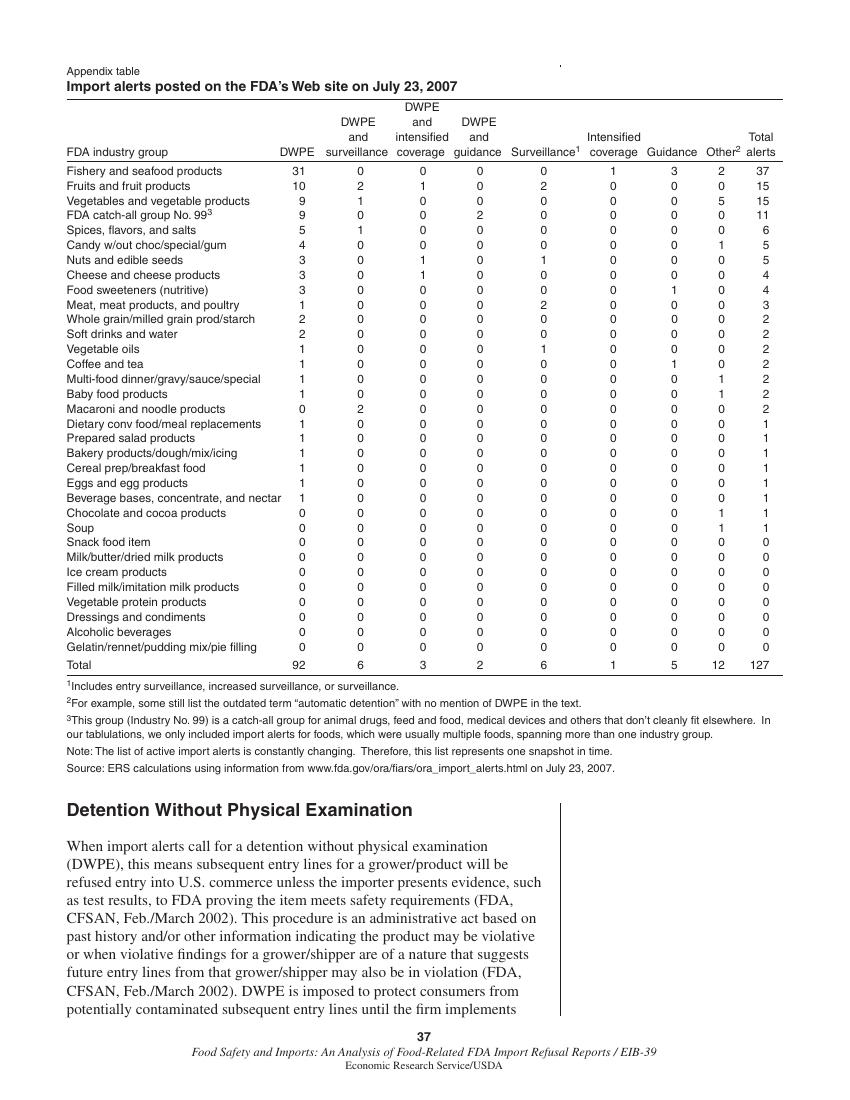 Appendix table
Import alerts posted on the FDA's Web site on July 23, 2007
DWPE
DWPE and DWPE
and intensified and Intensified Total
FDA industry group DWPE surveillance coverage guidance Surveillance1 coverage Guidance Other2 alerts
Fishery and seafood products 31 0 0 0 0 1 3 2 37
Fruits and fruit products 10 2 1 0 2 0 0 0 15
Vegetables and vegetable products 9 1 0 0 0 0 0 5 15
FDA catch-all group No. 993 9 0 0 2 0 0 0 0 11
Spices, flavors, and salts 5 1 0 0 0 0 0 0 6
Candy w/out choc/special/gum 4 0 0 0 0 0 0 1 5
Nuts and edible seeds 3 0 1 0 1 0 0 0 5
Cheese and cheese products 3 0 1 0 0 0 0 0 4
Food sweeteners (nutritive) 3 0 0 0 0 0 1 0 4
Meat, meat products, and poultry 1 0 0 0 2 0 0 0 3
Whole grain/milled grain prod/starch 2 0 0 0 0 0 0 0 2
Soft drinks and water 2 0 0 0 0 0 0 0 2
Vegetable oils 1 0 0 0 1 0 0 0 2
Coffee and tea 1 0 0 0 0 0 1 0 2
Multi-food dinner/gravy/sauce/special 1 0 0 0 0 0 0 1 2
Baby food products 1 0 0 0 0 0 0 1 2
Macaroni and noodle products 0 2 0 0 0 0 0 0 2
Dietary conv food/meal replacements 1 0 0 0 0 0 0 0 1
Prepared salad products 1 0 0 0 0 0 0 0 1
Bakery products/dough/mix/icing 1 0 0 0 0 0 0 0 1
Cereal prep/breakfast food 1 0 0 0 0 0 0 0 1
Eggs and egg products 1 0 0 0 0 0 0 0 1
Beverage bases, concentrate, and nectar 1 0 0 0 0 0 0 0 1
Chocolate and cocoa products 0 0 0 0 0 0 0 1 1
Soup 0 0 0 0 0 0 0 1 1
Snack food item 0 0 0 0 0 0 0 0 0
Milk/butter/dried milk products 0 0 0 0 0 0 0 0 0
Ice cream products 0 0 0 0 0 0 0 0 0
Filled milk/imitation milk products 0 0 0 0 0 0 0 0 0
Vegetable protein products 0 0 0 0 0 0 0 0 0
Dressings and condiments 0 0 0 0 0 0 0 0 0
Alcoholic beverages 0 0 0 0 0 0 0 0 0
Gelatin/rennet/pudding mix/pie filling 0 0 0 0 0 0 0 0 0
Total 92 6 3 2 6 1 5 12 127
1Includes entry surveillance, increased surveillance, or surveillance.
2For example, some still list the outdated term "automatic detention" with no mention of DWPE in the text.
3This group (Industry No. 99) is a catch-all group for animal drugs, feed and food, medical devices and others that don't cleanly fit elsewhere. In
our tablulations, we only included import alerts for foods, which were usually multiple foods, spanning more than one industry group.
Note: The list of active import alerts is constantly changing. Therefore, this list represents one snapshot in time.
Source: ERS calculations using information from www.fda.gov/ora/fiars/ora_import_alerts.html on July 23, 2007.
Detention Without Physical Examination
When import alerts call for a detention without physical examination
(DWPE), this means subsequent entry lines for a grower/product will be
refused entry into U.S. commerce unless the importer presents evidence, such
as test results, to FDA proving the item meets safety requirements (FDA,
CFSAN, Feb./March 2002). This procedure is an administrative act based on
past history and/or other information indicating the product may be violative
or when violative findings for a grower/shipper are of a nature that suggests
future entry lines from that grower/shipper may also be in violation (FDA,
CFSAN, Feb./March 2002). DWPE is imposed to protect consumers from
potentially contaminated subsequent entry lines until the firm implements
37
Food Safety and Imports: An Analysis of Food-Related FDA Import Refusal Reports / EIB-39
Economic Research Service/USDA